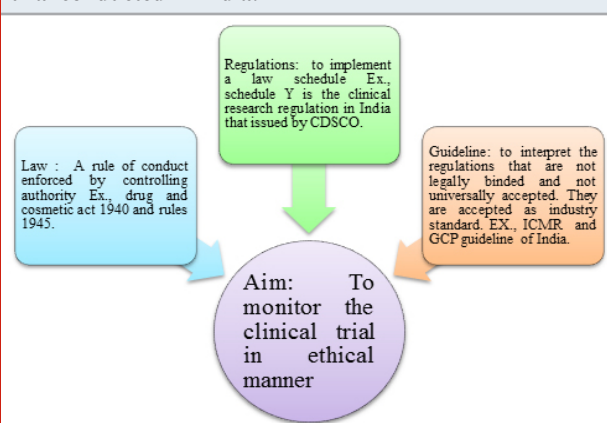 Regulations: to implement
a law schedule Ex.,
schedule Y is the clinical
research regulation in India
that issued by CDSCO.
Law : A rule of conduct
enforced by controlling
authority Ex., drug and
cosmetic act 1940 and rules
1945.
Guideline: to interpret the
regulations that are not
legally binded and not
universally accepted. They
are accepted as industry
standard. EX., ICMR and
GCP guideline of India.
Aim: To
monitor the
clinical trial
in ethical
manner